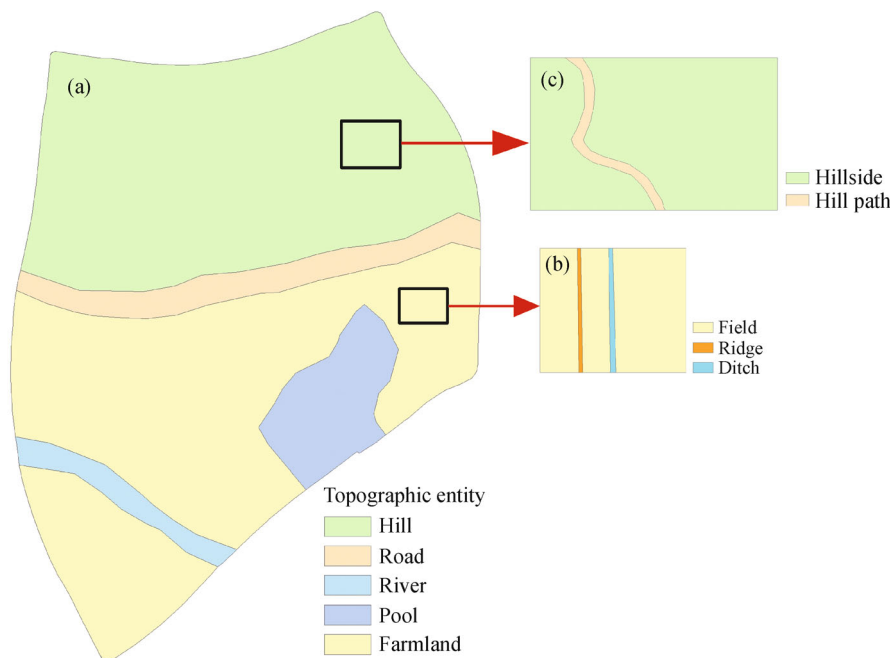 (a)
(c)
Hillside
Hill path
(b)
Field
Ridge
Ditch
Topographic entity
Hill
Road
River
Pool
Farmland